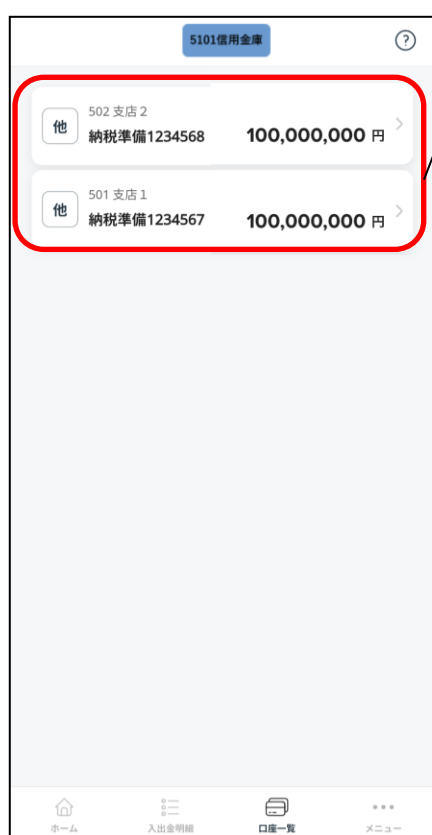 5101信用金庫
?
502 支店２
他
納税準備1234568
100,000,000 円
501 支店１
他
納税準備1234567
100,000,000 円
ホーム
入出金明細
口座一覧
メニュー